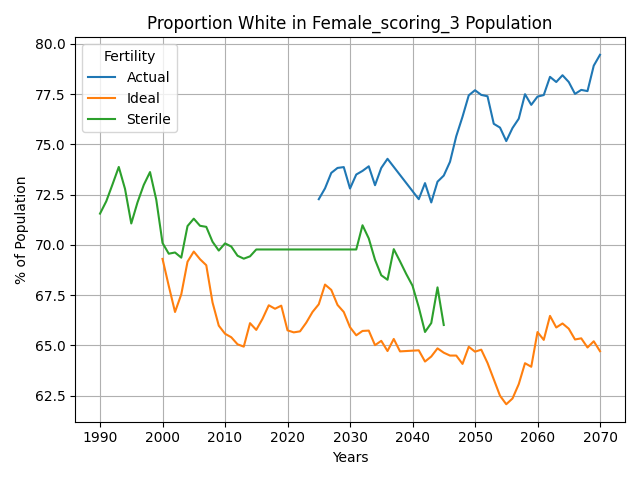 Proportion White in Female_scoring_3 Population
80.0
77.5
75.0
72.5
70.0
67.5
65.0
62.5
% of Population
Fertility
Actual
Ideal
Sterile
1990 2000 2010 2020 2030 2040 2050 2060 2070
Years